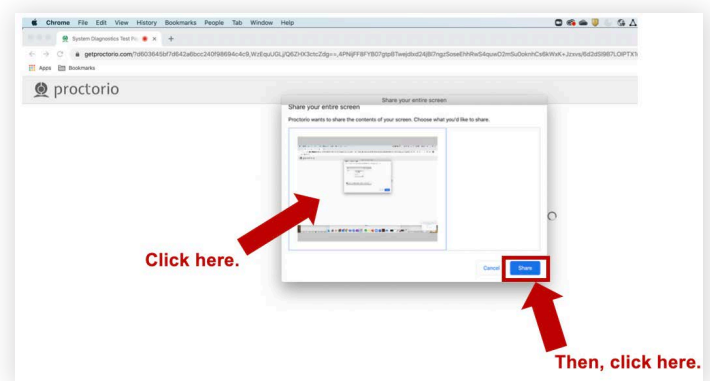 Chrome File Edit View History Bookmarks People Tab Window Help
System Diagnostics Test Pa
Apps Bookmarks
proctorio
Share your entire screen
Share your entire screen
Proctorio wants to share the contents of your screen. Choose what you'd like to share.
Click here.
Cancel Share
Then, click here.